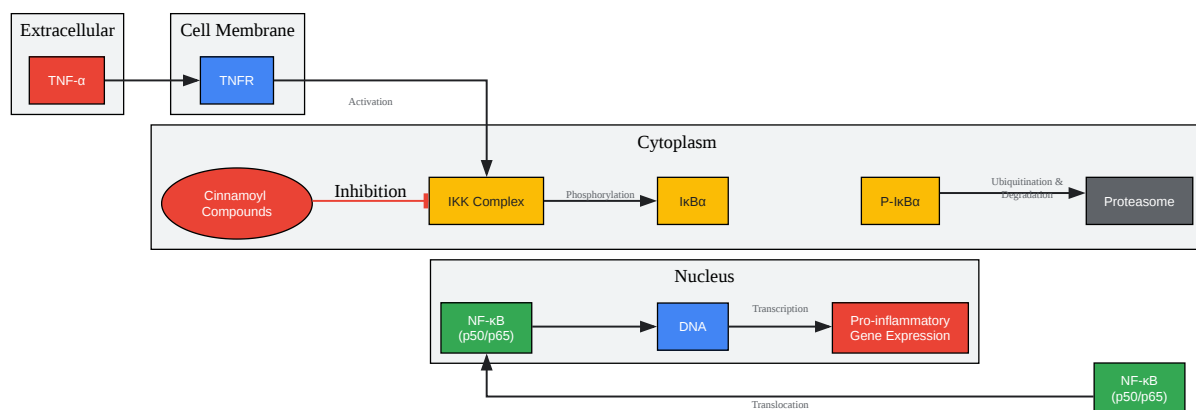 Extracellular
Cell Membrane
TNF-α
TNFR
Activation
Cytoplasm
Cinnamoyl
Compounds
Inhibition
IKK Complex
Phosphorylation
IκBα
P-IκBα
Ubiquitination &
Degradation
Proteasome
Nucleus
NF-κB
(p50/p65)
DNA
Transcription
Pro-inflammatory
Gene Expression
Translocation
NF-κB
(p50/p65)